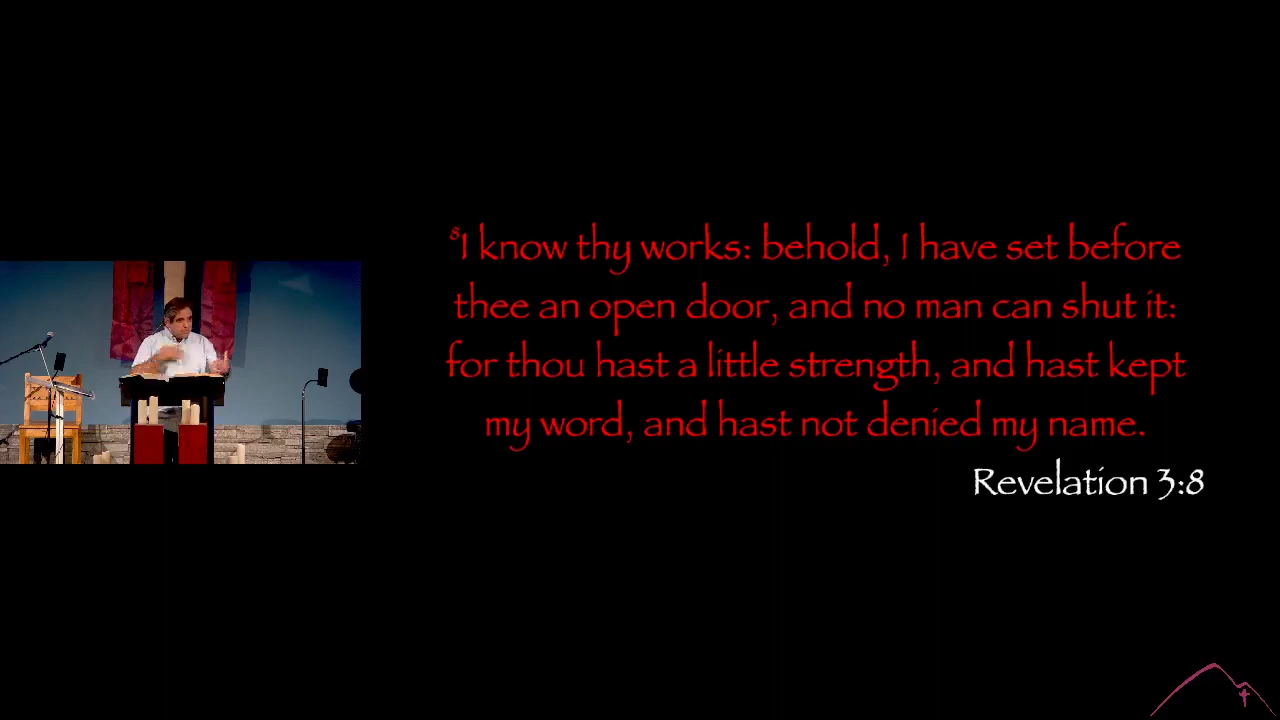 ⁸I know thy works: behold, I have set before
thee an open door, and no man can shut it:
for thou hast a little strength, and hast kept
my word, and hast not denied my name.
Revelation 3:8